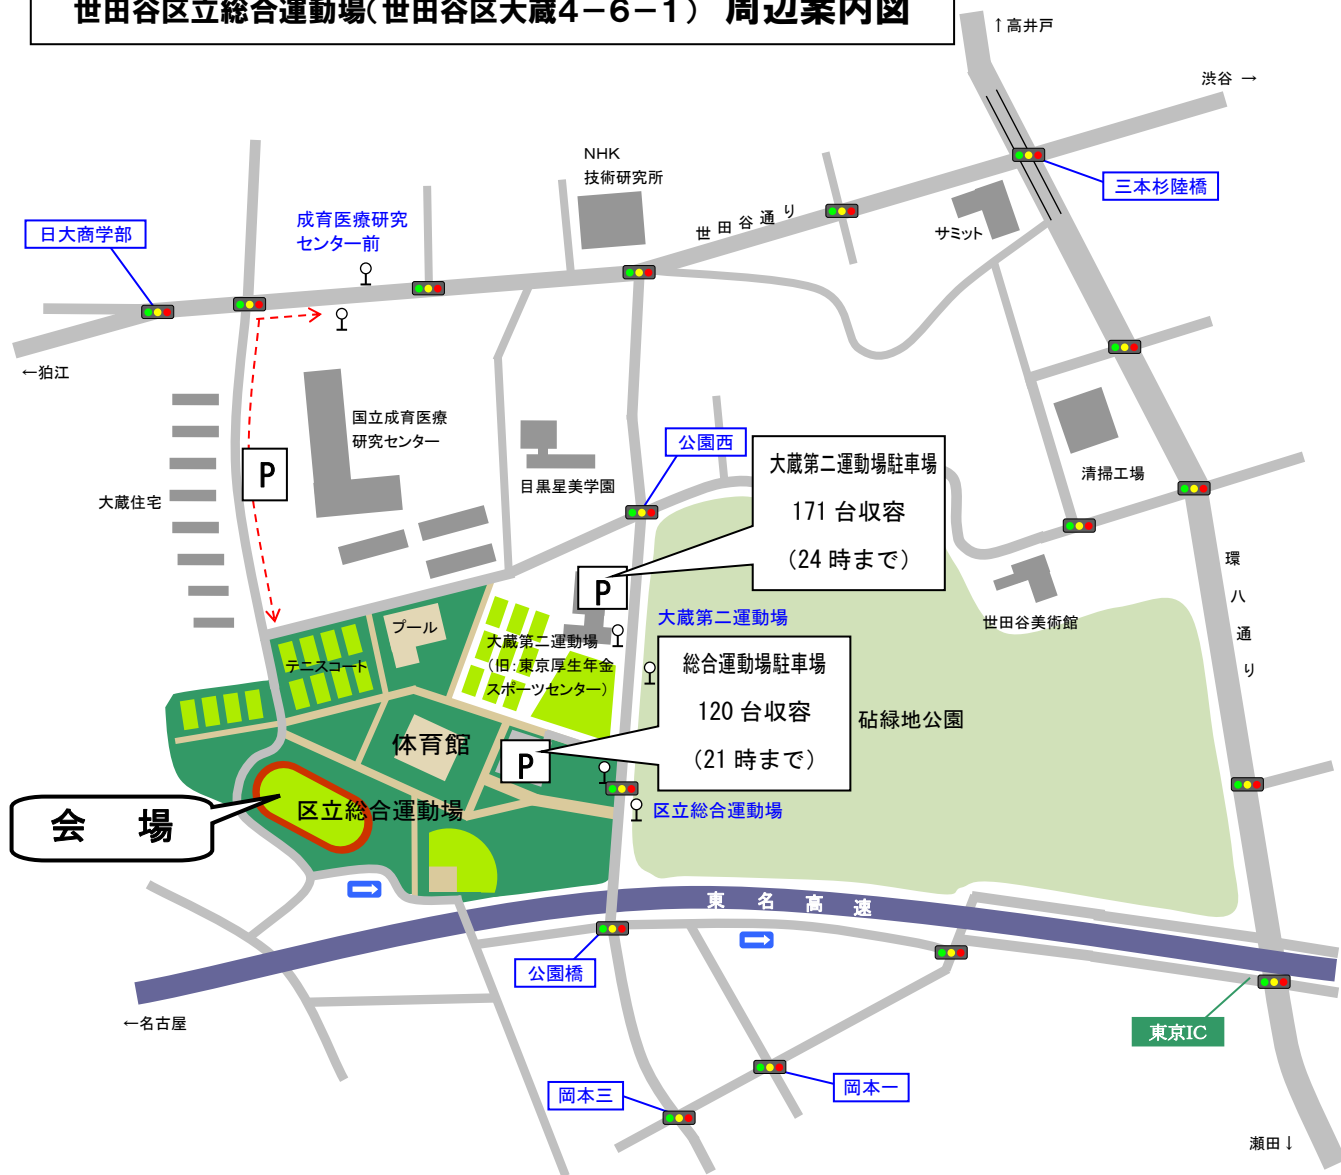 世田谷区立総合運動場(世田谷区大蔵4-6-1) 周辺案内図
↑高井戸
渋谷 →
NHK
技術研究所
三本杉陸橋
成育医療研究
センター前
日大商学部
世田谷通り
サミット
←狛江
国立成育医療
研究センター
公園西
大蔵第二運動場駐車場
171 台収容
(24 時まで)
P
目黒星美学園
清掃工場
大蔵住宅
環八通り
P
世田谷美術館
大蔵第二運動場
プール
大蔵第二運動場
(旧:東京厚生年金
スポーツセンター)
テニスコート
総合運動場駐車場
120 台収容
(21 時まで)
砧緑地公園
体育館
P
会 場
区立総合運動場
区立総合運動場
東名高速
公園橋
←名古屋
東京IC
岡本三
岡本一
瀬田↓